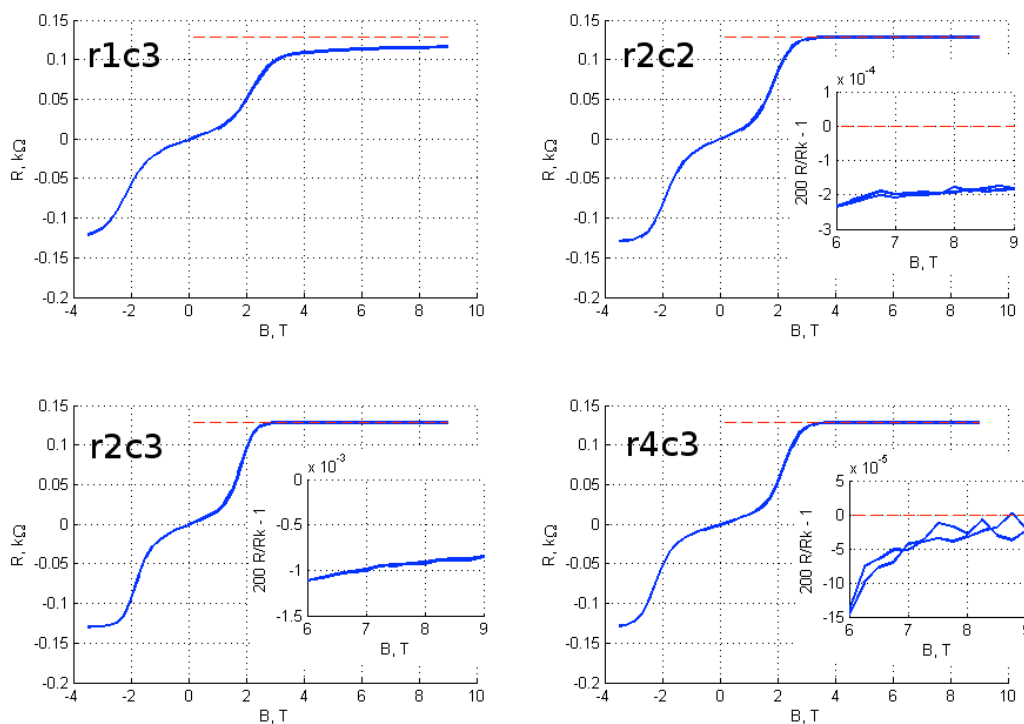 r1c3
0.15
0.1
0.05
0
-0.05
-0.1
-0.15
-0.2
R, kΩ
-4 -2 0 2 4 6 8 10
B, T
r2c2
0.15
0.1
0.05
0
-0.05
-0.1
-0.15
-0.2
R, kΩ
-4 -2 0 2 4 6 8 10
B, T
x 10^-4
1
0
-1
-2
-3
200 R/Rk - 1
6 7 8 9
B, T
r2c3
0.15
0.1
0.05
0
-0.05
-0.1
-0.15
-0.2
R, kΩ
-4 -2 0 2 4 6 8 10
B, T
x 10^-3
0
-0.5
-1
-1.5
200 R/Rk - 1
6 7 8 9
B, T
r4c3
0.15
0.1
0.05
0
-0.05
-0.1
-0.15
-0.2
R, kΩ
-4 -2 0 2 4 6 8 10
B, T
x 10^-5
5
0
-5
-10
-15
200 R/Rk - 1
6 7 8 9
B, T